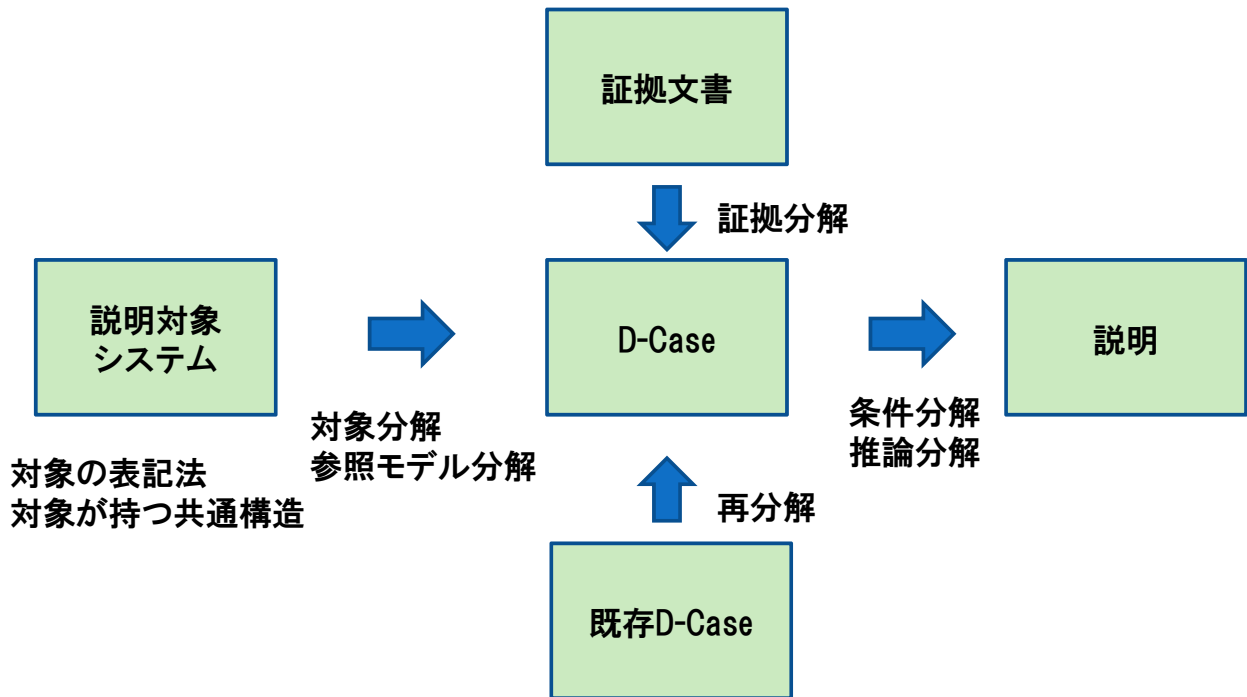 証拠文書
証拠分解
説明対象
システム
D-Case
説明
対象分解
参照モデル分解
条件分解
推論分解
対象の表記法
対象が持つ共通構造
再分解
既存D-Case